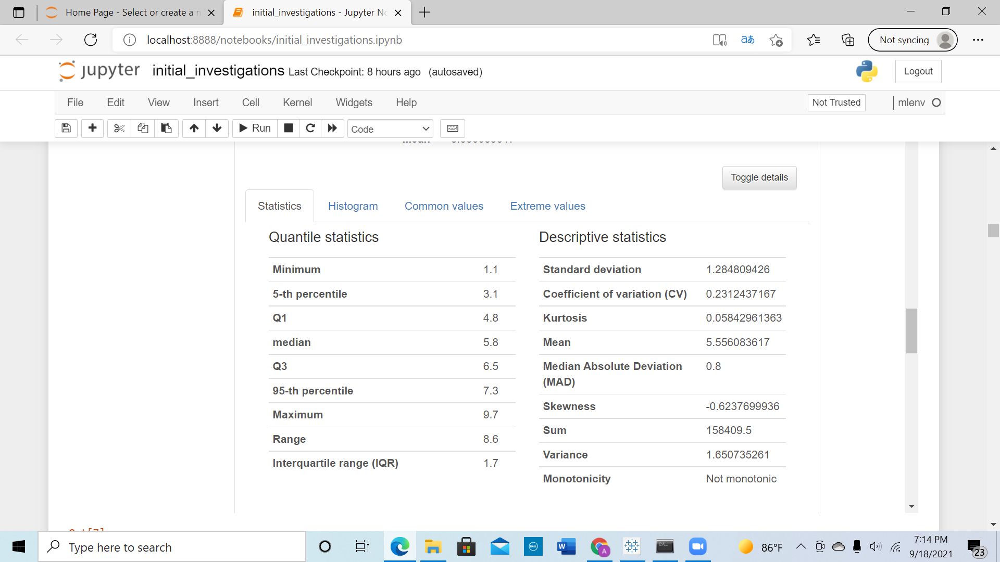 Home Page - Select or create a n
initial_investigations - Jupyter No
localhost:8888/notebooks/initial_investigations.ipynb
aあ
Not syncing
jupyter initial_investigations Last Checkpoint: 8 hours ago (autosaved)
Logout
File Edit View Insert Cell Kernel Widgets Help
Not Trusted
mlenv
Run
Code
Toggle details
Statistics Histogram Common values Extreme values
Quantile statistics
Minimum 1.1
5-th percentile 3.1
Q1 4.8
median 5.8
Q3 6.5
95-th percentile 7.3
Maximum 9.7
Range 8.6
Interquartile range (IQR) 1.7
Descriptive statistics
Standard deviation 1.284809426
Coefficient of variation (CV) 0.2312437167
Kurtosis 0.05842961363
Mean 5.556083617
Median Absolute Deviation 0.8
(MAD)
Skewness -0.6237699936
Sum 158409.5
Variance 1.650735261
Monotonicity Not monotonic
Type here to search
DELL
W
A
86°F
7:14 PM
9/18/2021
23